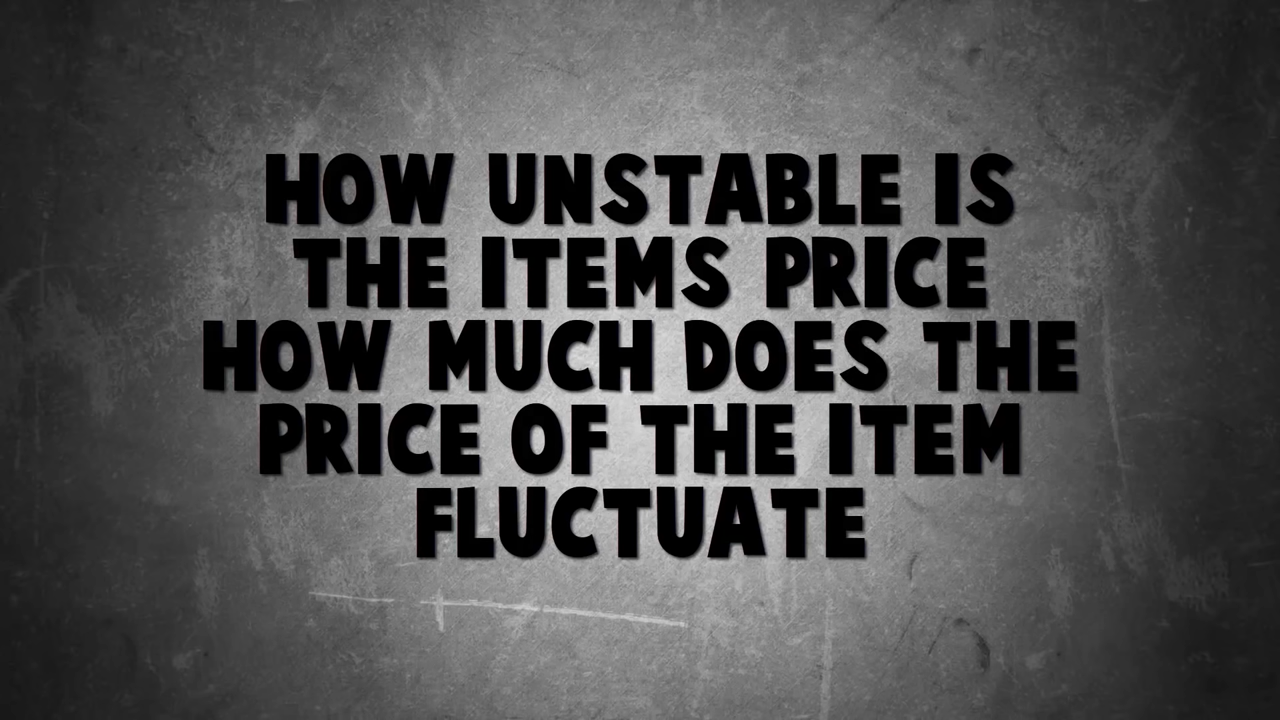 HOW UNSTABLE IS
THE ITEMS PRICE
HOW MUCH DOES THE
PRICE OF THE ITEM
FLUCTUATE